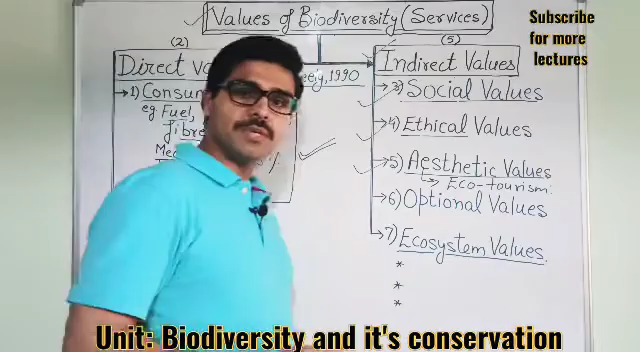 Values of Biodiversity (Services)
Subscribe
for more
lectures
(2)
(5)
Direct
1990
Indirect Values
1)
3) Social Values
eg Fuel,
4) Ethical Values
5) Aesthetic Values
Eco-tourism.
6) Optional Values
7) Ecosystem Values.
*
*
*
Unit: Biodiversity and it's conservation